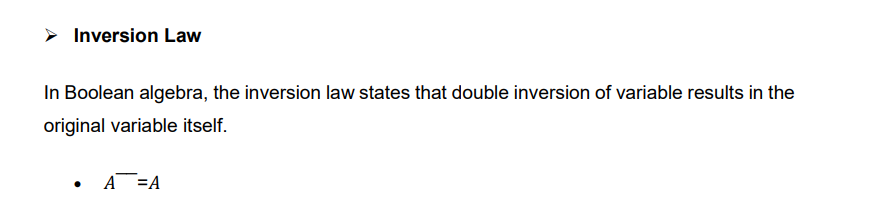 ➢ Inversion Law
In Boolean algebra, the inversion law states that double inversion of variable results in the
original variable itself.
• A‾‾=A